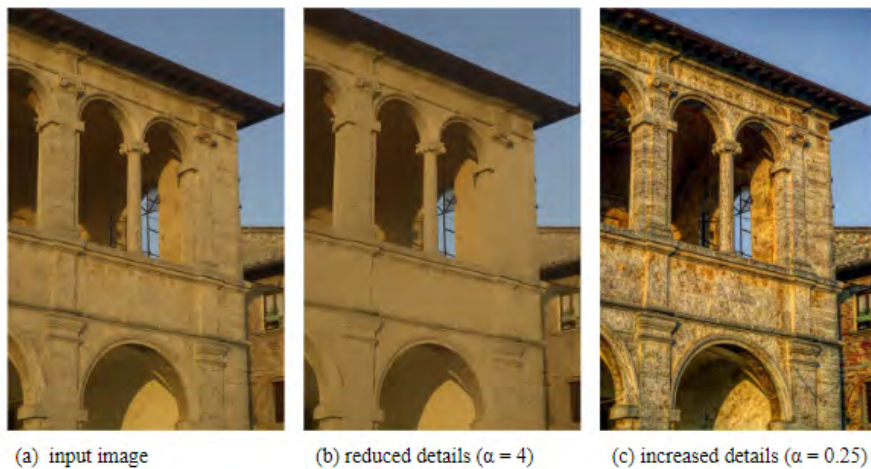 (a) input image
(b) reduced details (α = 4)
(c) increased details (α = 0.25)